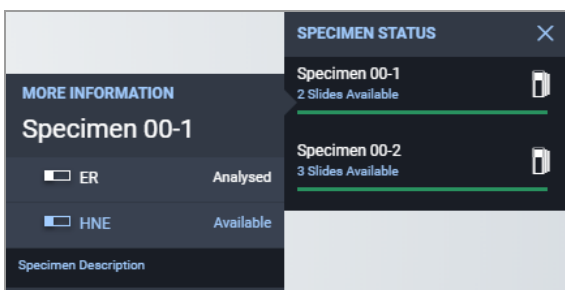 SPECIMEN STATUS
Specimen 00-1
2 Slides Available
Specimen 00-2
3 Slides Available
MORE INFORMATION
Specimen 00-1
ER Analysed
HNE Available
Specimen Description